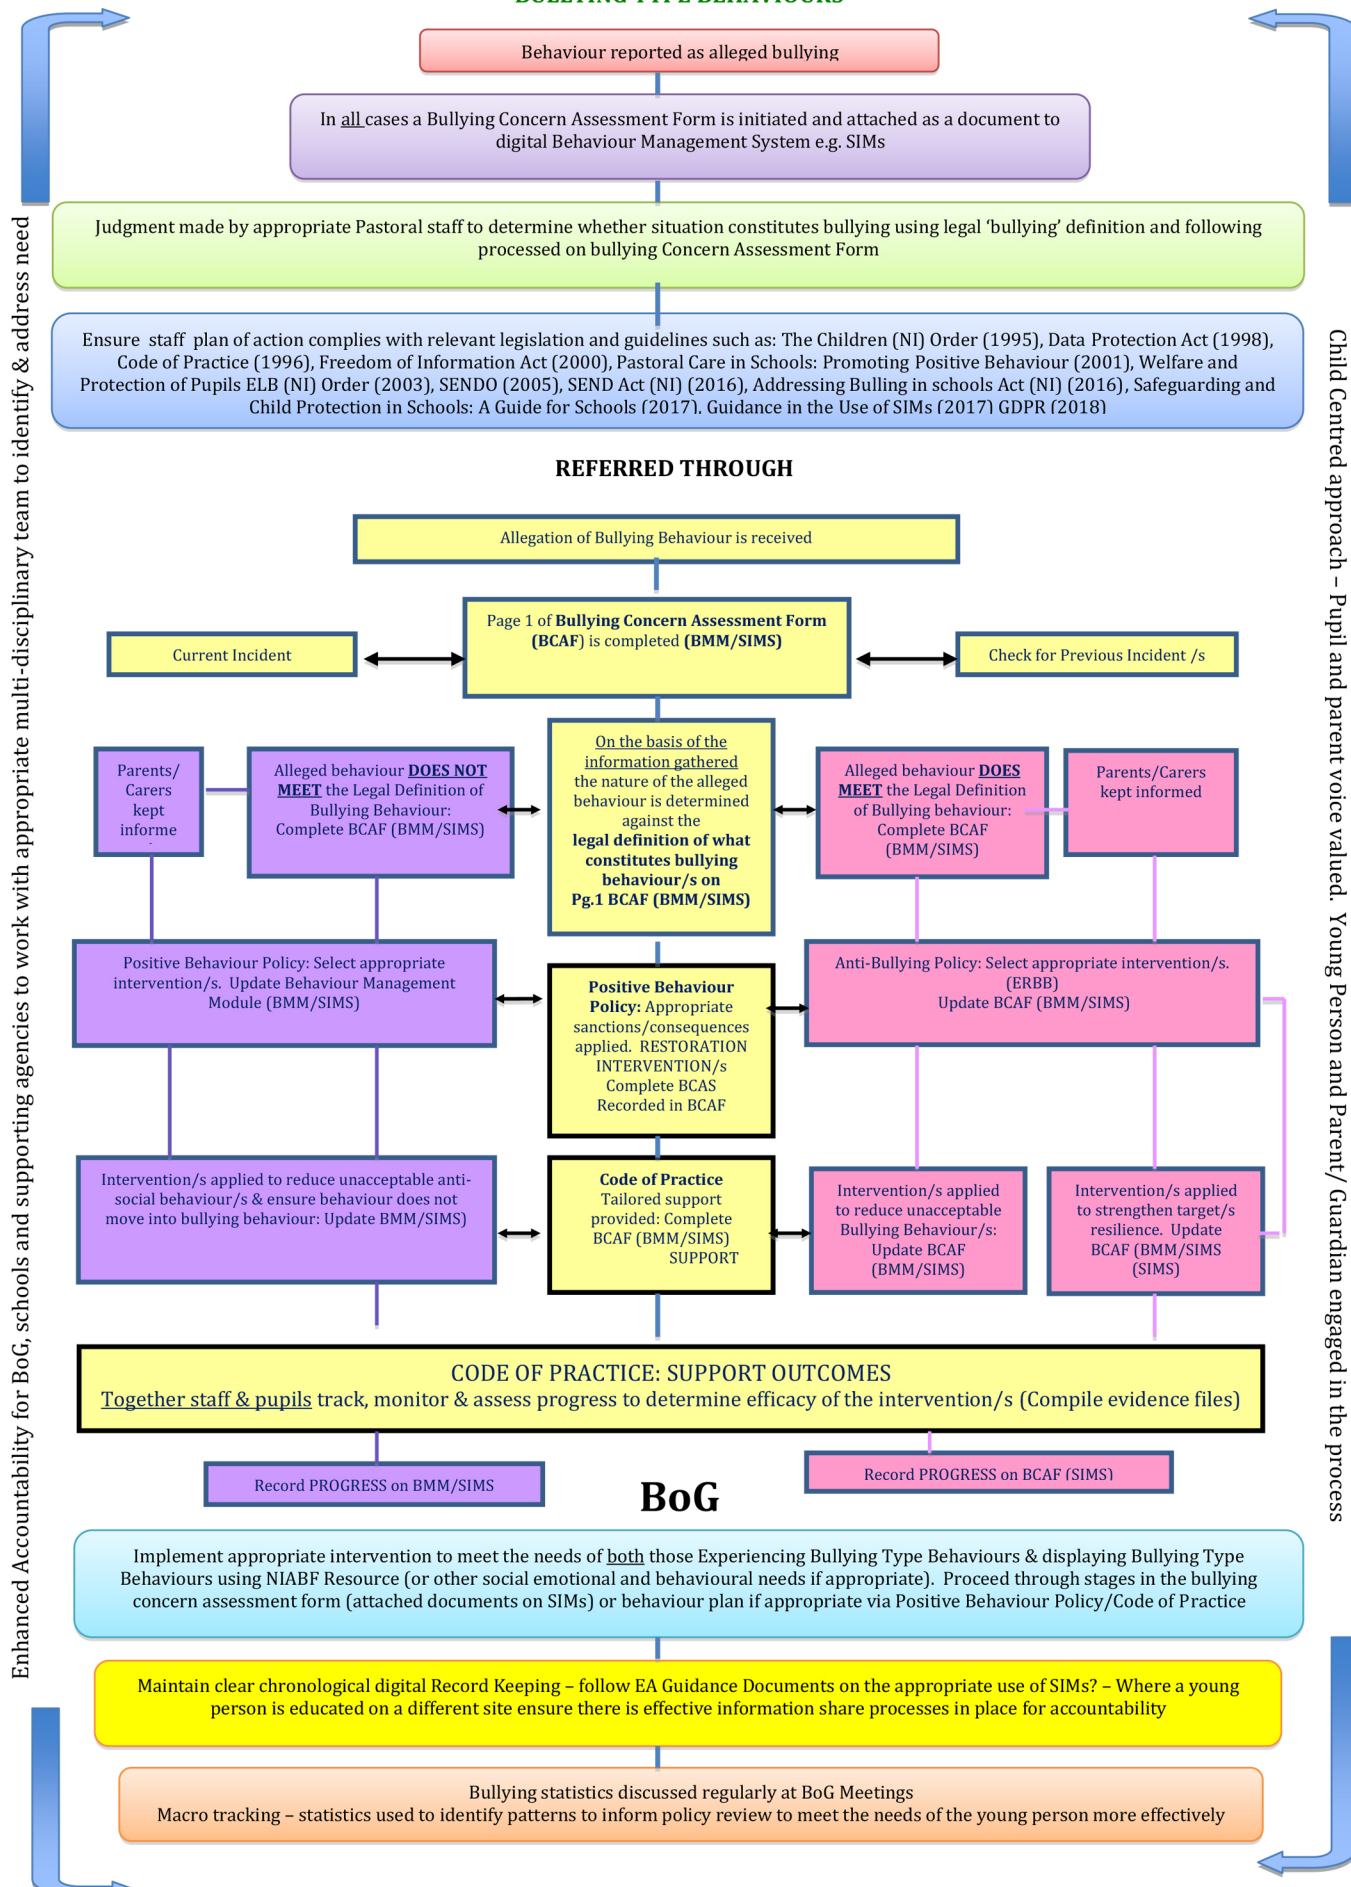 BULLYING TYPE BEHAVIOURS
Behaviour reported as alleged bullying
In all cases a Bullying Concern Assessment Form is initiated and attached as a document to
digital Behaviour Management System e.g. SIMs
Judgment made by appropriate Pastoral staff to determine whether situation constitutes bullying using legal ‘bullying’ definition and following
processed on bullying Concern Assessment Form
Ensure staff plan of action complies with relevant legislation and guidelines such as: The Children (NI) Order (1995), Data Protection Act (1998),
Code of Practice (1996), Freedom of Information Act (2000), Pastoral Care in Schools: Promoting Positive Behaviour (2001), Welfare and
Protection of Pupils ELB (NI) Order (2003), SENDO (2005), SEND Act (NI) (2016), Addressing Bulling in schools Act (NI) (2016), Safeguarding and
Child Protection in Schools: A Guide for Schools (2017). Guidance in the Use of SIMs (2017) GDPR (2018)
Enhanced Accountability for BoG, schools and supporting agencies to work with appropriate multi-disciplinary team to identify & address need
Child Centred approach – Pupil and parent voice valued. Young Person and Parent/ Guardian engaged in the process
REFERRED THROUGH
Allegation of Bullying Behaviour is received
Page 1 of Bullying Concern Assessment Form
(BCAF) is completed (BMM/SIMS)
Current Incident
Check for Previous Incident /s
Parents/
Carers
kept
informe
Alleged behaviour DOES NOT
MEET the Legal Definition of
Bullying Behaviour:
Complete BCAF (BMM/SIMS)
On the basis of the
information gathered
the nature of the alleged
behaviour is determined
against the
legal definition of what
constitutes bullying
behaviour/s on
Pg.1 BCAF (BMM/SIMS)
Alleged behaviour DOES
MEET the Legal Definition
of Bullying behaviour:
Complete BCAF
(BMM/SIMS)
Parents/Carers
kept informed
Positive Behaviour Policy: Select appropriate
intervention/s. Update Behaviour Management
Module (BMM/SIMS)
Positive Behaviour
Policy: Appropriate
sanctions/consequences
applied. RESTORATION
INTERVENTION/s
Complete BCAS
Recorded in BCAF
Anti-Bullying Policy: Select appropriate intervention/s.
(ERBB)
Update BCAF (BMM/SIMS)
Intervention/s applied to reduce unacceptable anti-
social behaviour/s & ensure behaviour does not
move into bullying behaviour: Update BMM/SIMS)
Code of Practice
Tailored support
provided: Complete
BCAF (BMM/SIMS)
SUPPORT
Intervention/s applied
to reduce unacceptable
Bullying Behaviour/s:
Update BCAF
(BMM/SIMS)
Intervention/s applied
to strengthen target/s
resilience. Update
BCAF (BMM/SIMS
(SIMS)
CODE OF PRACTICE: SUPPORT OUTCOMES
Together staff & pupils track, monitor & assess progress to determine efficacy of the intervention/s (Compile evidence files)
Record PROGRESS on BMM/SIMS
Record PROGRESS on BCAF (SIMS)
BoG
Implement appropriate intervention to meet the needs of both those Experiencing Bullying Type Behaviours & displaying Bullying Type
Behaviours using NIABF Resource (or other social emotional and behavioural needs if appropriate). Proceed through stages in the bullying
concern assessment form (attached documents on SIMs) or behaviour plan if appropriate via Positive Behaviour Policy/Code of Practice
Maintain clear chronological digital Record Keeping – follow EA Guidance Documents on the appropriate use of SIMs? – Where a young
person is educated on a different site ensure there is effective information share processes in place for accountability
Bullying statistics discussed regularly at BoG Meetings
Macro tracking – statistics used to identify patterns to inform policy review to meet the needs of the young person more effectively